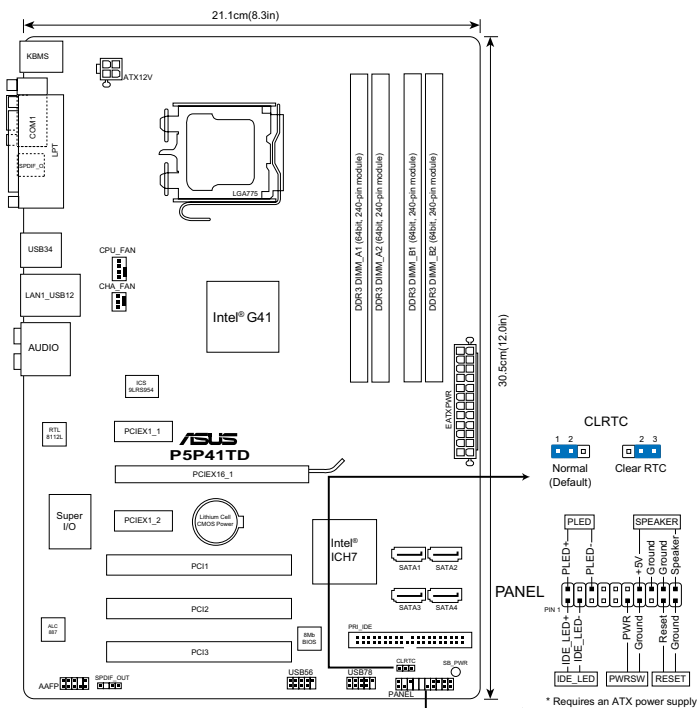 21.1cm(8.3in)
KBMS
ATX12V
COM1
LPT
SPDIF_O
LGA775
DDR3 DIMM_A1 (64bit, 240-pin module)
DDR3 DIMM_A2 (64bit, 240-pin module)
DDR3 DIMM_B1 (64bit, 240-pin module)
DDR3 DIMM_B2 (64bit, 240-pin module)
30.5cm(12.0in)
USB34
CPU_FAN
CHA_FAN
LAN1_USB12
Intel® G41
AUDIO
EATXPWR
ICS
9LRS954
RTL
8112L
PCIEX1_1
ASUS
P5P41TD
PCIEX16_1
CLRTC
1 2
2 3
Normal
(Default)
Clear RTC
Super
I/O
PCIEX1_2
Lithium Cell
CMOS Power
Intel®
ICH7
SATA1
SATA2
SATA3
SATA4
PCI1
PCI2
PCI3
ALC
887
8Mb
BIOS
PRI_IDE
CLRTC
SB_PWR
AAFP
SPDIF_OUT
USB56
USB78
PANEL
PANEL
PLED
SPEAKER
PLED+
PLED-
+5V
Ground
Ground
Speaker
PIN 1
IDE_LED+
IDE_LED-
PWR
Ground
Reset
Ground
IDE_LED
PWRSW
RESET
* Requires an ATX power supply